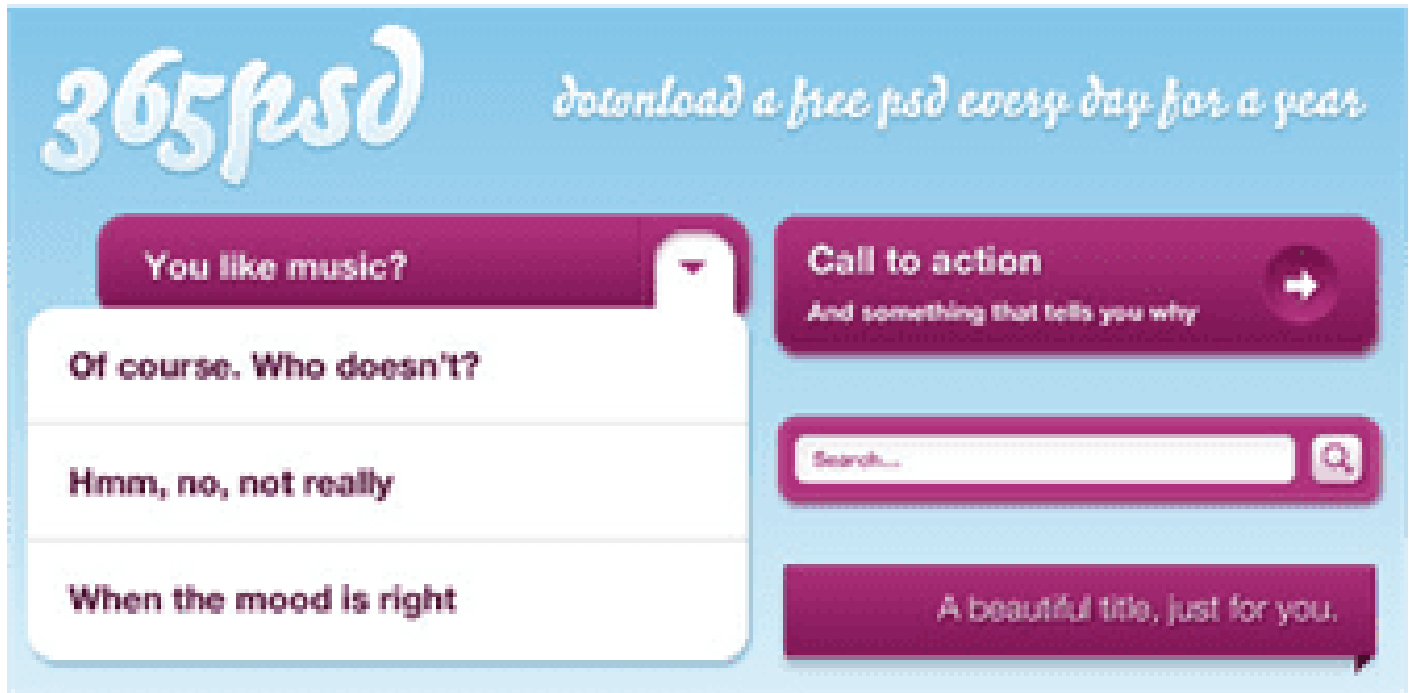 365psd
download a free psd every day for a year
You like music?
Of course. Who doesn't?
Hmm, no, not really
When the mood is right
Call to action
And something that tells you why
Search...
A beautiful title, just for you.